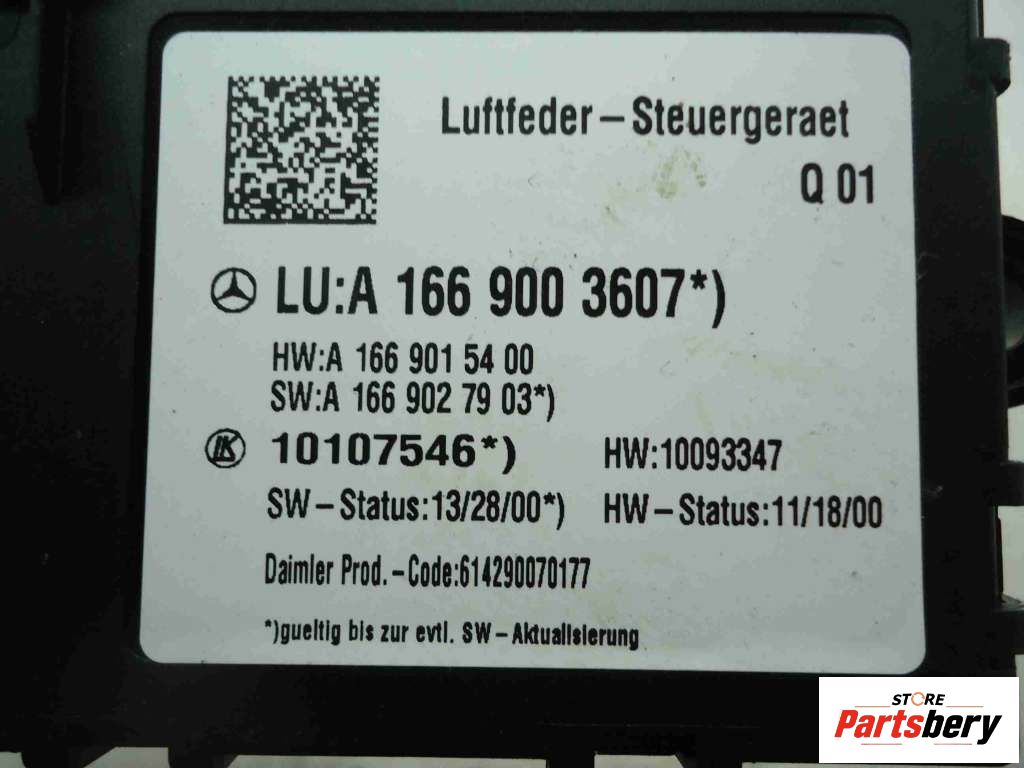 Luftfeder – Steuergeraet
Q 01
LU:A 166 900 3607*)
HW:A 166 901 54 00
SW:A 166 902 79 03*)
10107546*) HW:10093347
SW – Status:13/28/00*) HW – Status:11/18/00
Daimler Prod. – Code:614290070177
*)gueltig bis zur evtl. SW – Aktualisierung
STORE
Partsbery